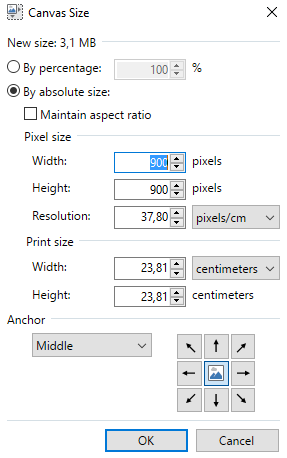 Canvas Size
New size: 3,1 MB
By percentage: 100 %
By absolute size:
Maintain aspect ratio
Pixel size
Width: 900 pixels
Height: 900 pixels
Resolution: 37,80 pixels/cm
Print size
Width: 23,81 centimeters
Height: 23,81 centimeters
Anchor
Middle
OK Cancel